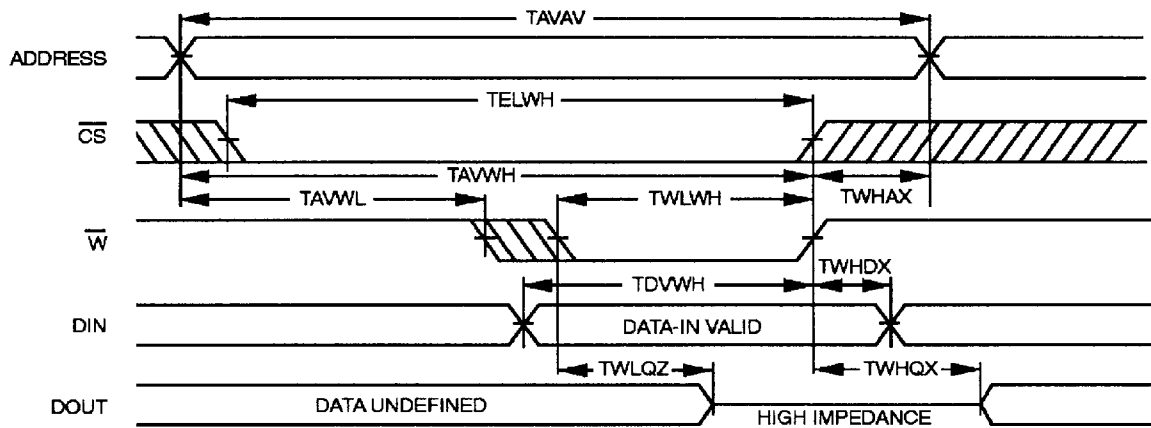 TAVAV
ADDRESS
TELWH
CS
TAVWH
TAVWL
TWLWH
TWHAX
W
TWHDX
TDVWH
DIN
DATA-IN VALID
TWLQZ
TWHQX
DOUT
DATA UNDEFINED
HIGH IMPEDANCE